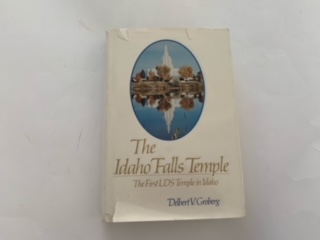 The
Idaho Falls Temple
The First LDS Temple in Idaho
Delbert V. Groberg